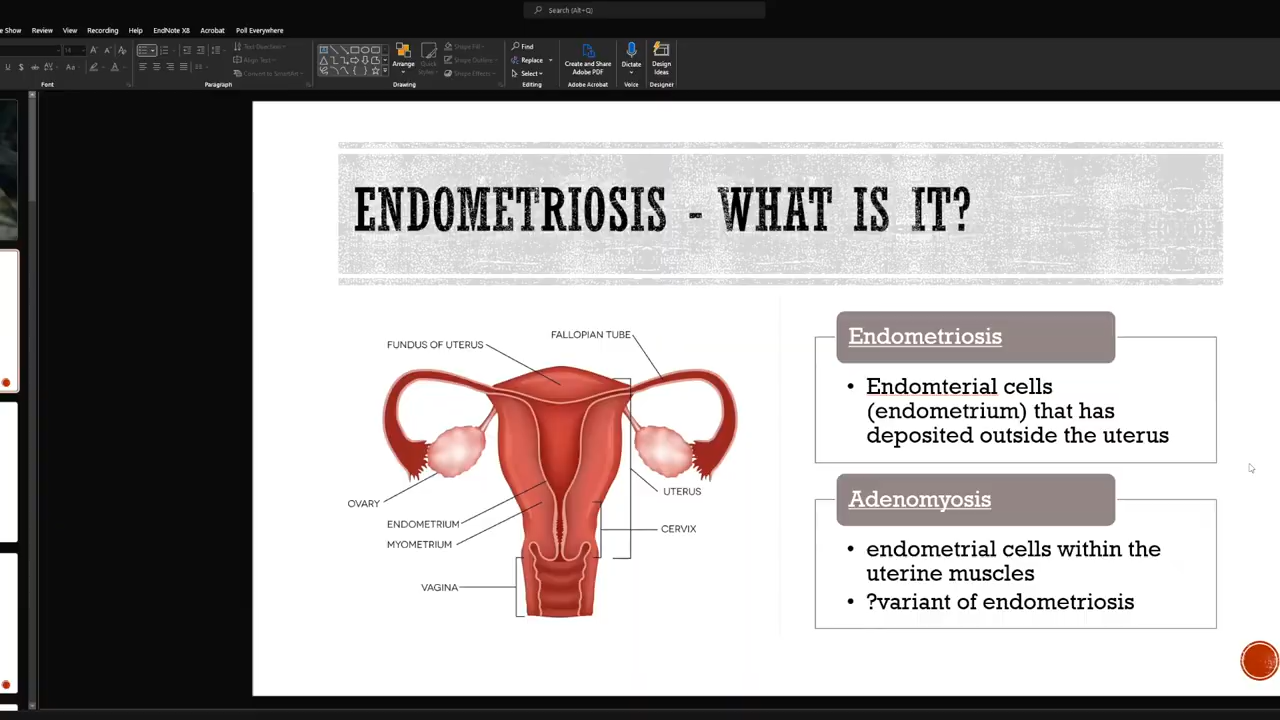 Search (Alt+Q)
e Show Review View Recording Help EndNote X8 Acrobat Poll Everywhere
14
Text Direction
Align Text
Convert to SmartArt
Arrange
Quick Styles
Shape Fill
Shape Outline
Shape Effects
Find
Replace
Select
Create and Share
Adobe PDF
Dictate
Design
Ideas
Font Paragraph Drawing Editing Adobe Acrobat Voice Designer
ENDOMETRIOSIS - WHAT IS IT?
FUNDUS OF UTERUS
FALLOPIAN TUBE
OVARY
ENDOMETRIUM
MYOMETRIUM
VAGINA
UTERUS
CERVIX
Endometriosis
• Endomterial cells
(endometrium) that has
deposited outside the uterus
Adenomyosis
• endometrial cells within the
uterine muscles
• ?variant of endometriosis